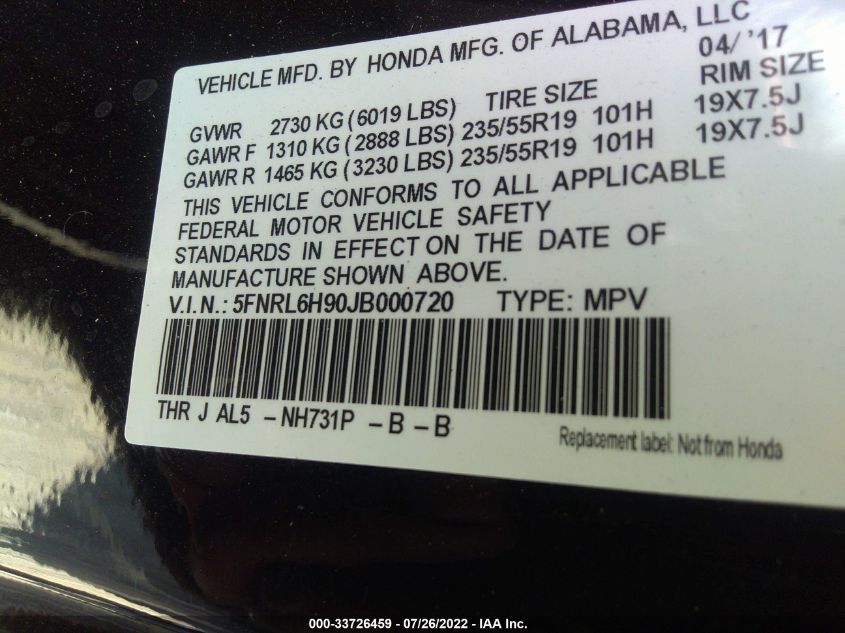 VEHICLE MFD. BY HONDA MFG. OF ALABAMA, LLC
04/ '17
GVWR 2730 KG (6019 LBS) TIRE SIZE RIM SIZE
GAWR F 1310 KG (2888 LBS) 235/55R19 101H 19X7.5J
GAWR R 1465 KG (3230 LBS) 235/55R19 101H 19X7.5J
THIS VEHICLE CONFORMS TO ALL APPLICABLE
FEDERAL MOTOR VEHICLE SAFETY
STANDARDS IN EFFECT ON THE DATE OF
MANUFACTURE SHOWN ABOVE.
V.I.N.: 5FNRL6H90JB000720 TYPE: MPV
THR J AL5 – NH731P – B – B
Replacement label: Not from Honda
000-33726459 - 07/26/2022 - IAA Inc.